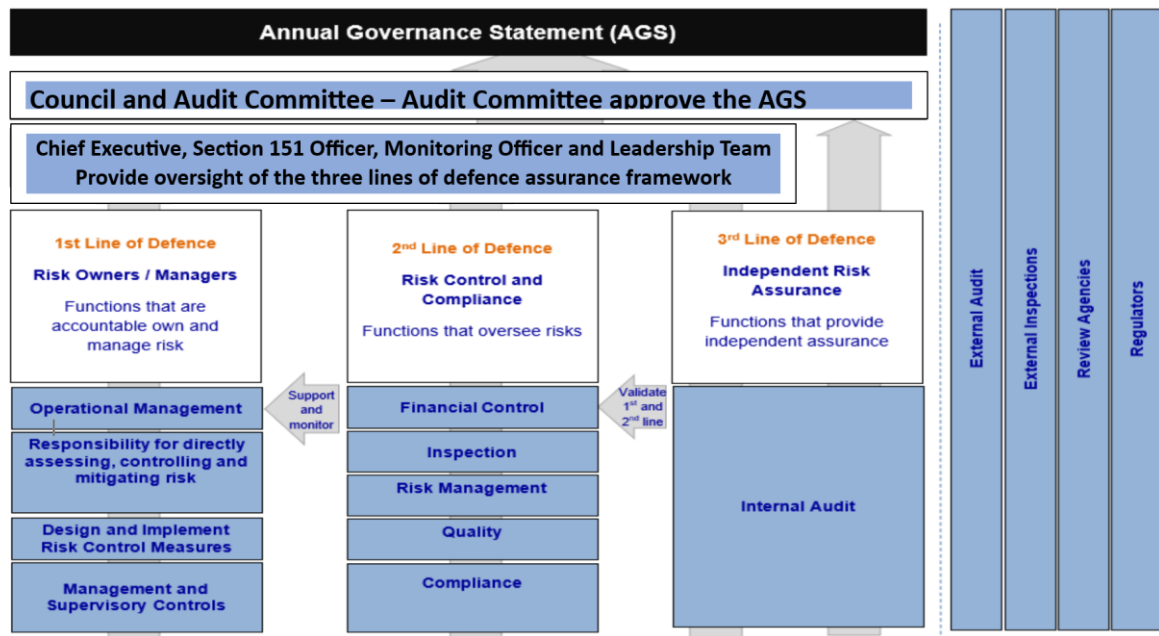 Annual Governance Statement (AGS)
Council and Audit Committee – Audit Committee approve the AGS
Chief Executive, Section 151 Officer, Monitoring Officer and Leadership Team
Provide oversight of the three lines of defence assurance framework
1st Line of Defence
Risk Owners / Managers
Functions that are
accountable own and
manage risk
Operational Management
Responsibility for directly
assessing, controlling and
mitigating risk
Design and Implement
Risk Control Measures
Management and
Supervisory Controls
Support
and
monitor
2nd Line of Defence
Risk Control and
Compliance
Functions that oversee risks
Financial Control
Inspection
Risk Management
Quality
Compliance
Validate
1st and
2nd line
3rd Line of Defence
Independent Risk
Assurance
Functions that provide
independent assurance
Internal Audit
External Audit
External Inspections
Review Agencies
Regulators